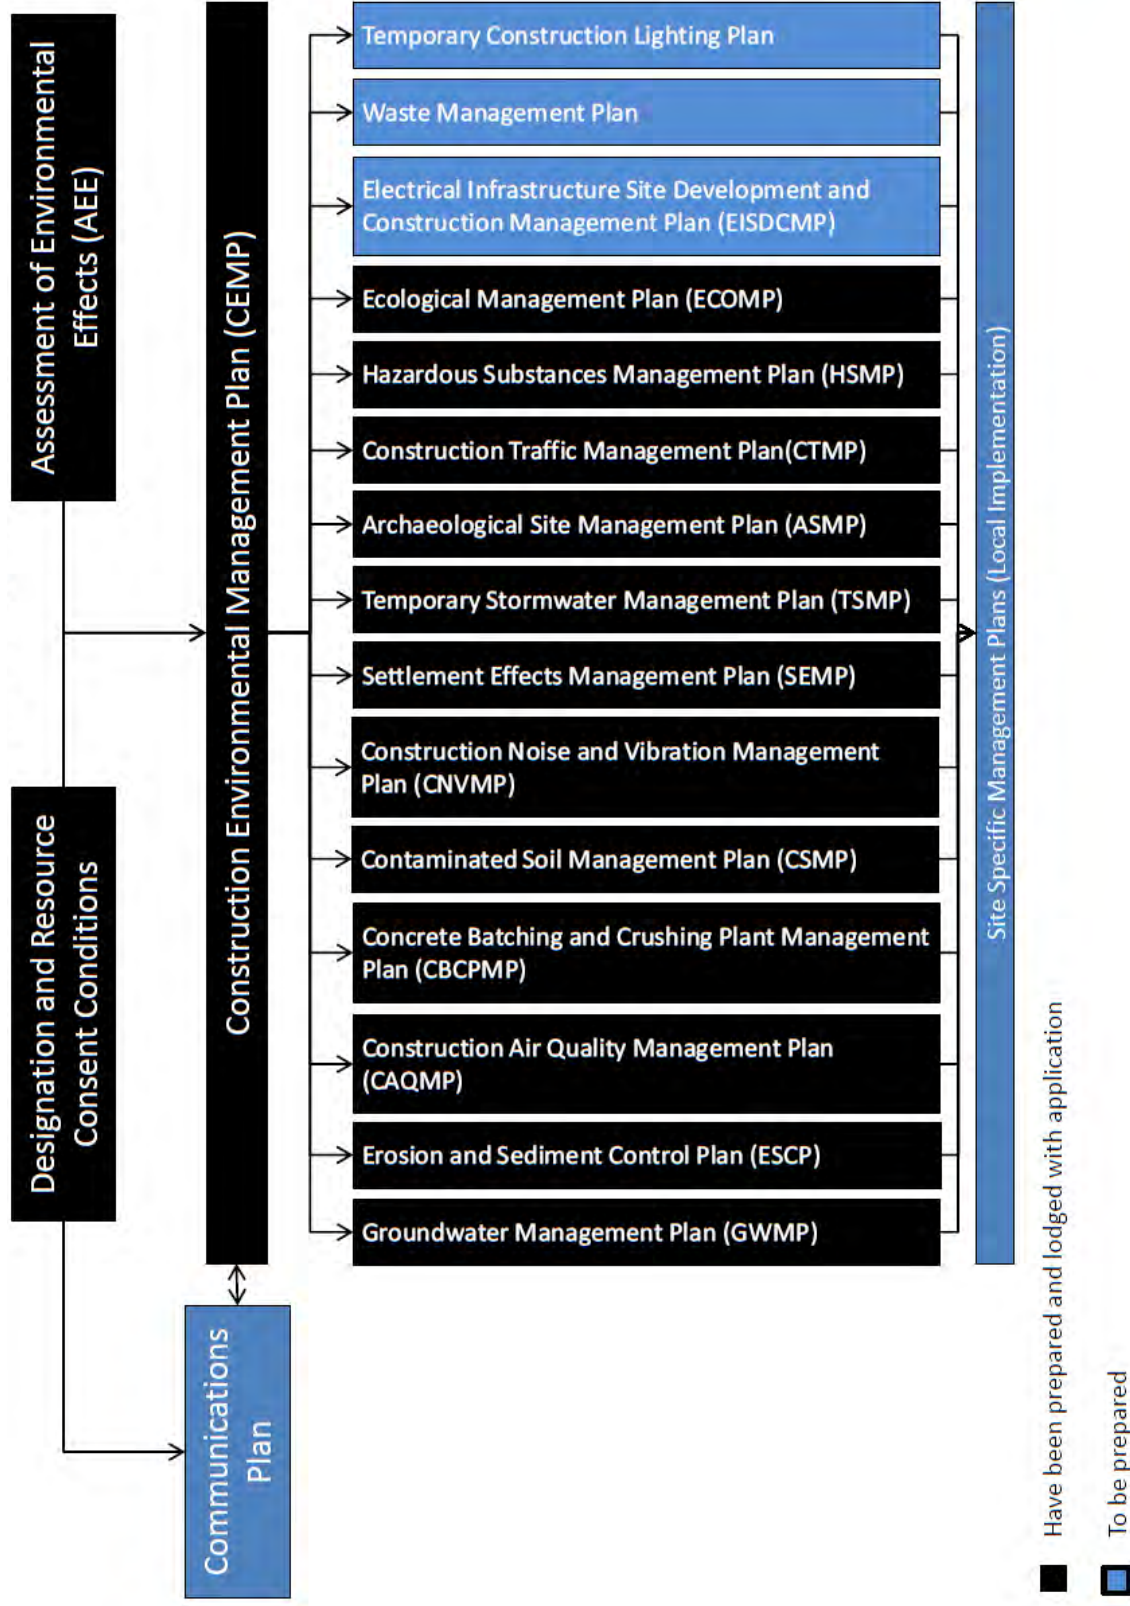 Designation and Resource
Consent Conditions
Assessment of Environmental
Effects (AEE)
Communications
Plan
Construction Environmental Management Plan (CEMP)
Temporary Construction Lighting Plan
Waste Management Plan
Electrical Infrastructure Site Development and
Construction Management Plan (EISDCMP)
Ecological Management Plan (ECOMP)
Hazardous Substances Management Plan (HSMP)
Construction Traffic Management Plan(CTMP)
Archaeological Site Management Plan (ASMP)
Temporary Stormwater Management Plan (TSMP)
Settlement Effects Management Plan (SEMP)
Construction Noise and Vibration Management
Plan (CNVMP)
Contaminated Soil Management Plan (CSMP)
Concrete Batching and Crushing Plant Management
Plan (CBCPMP)
Construction Air Quality Management Plan
(CAQMP)
Erosion and Sediment Control Plan (ESCP)
Groundwater Management Plan (GWMP)
Site Specific Management Plans (Local Implementation)
Have been prepared and lodged with application
To be prepared